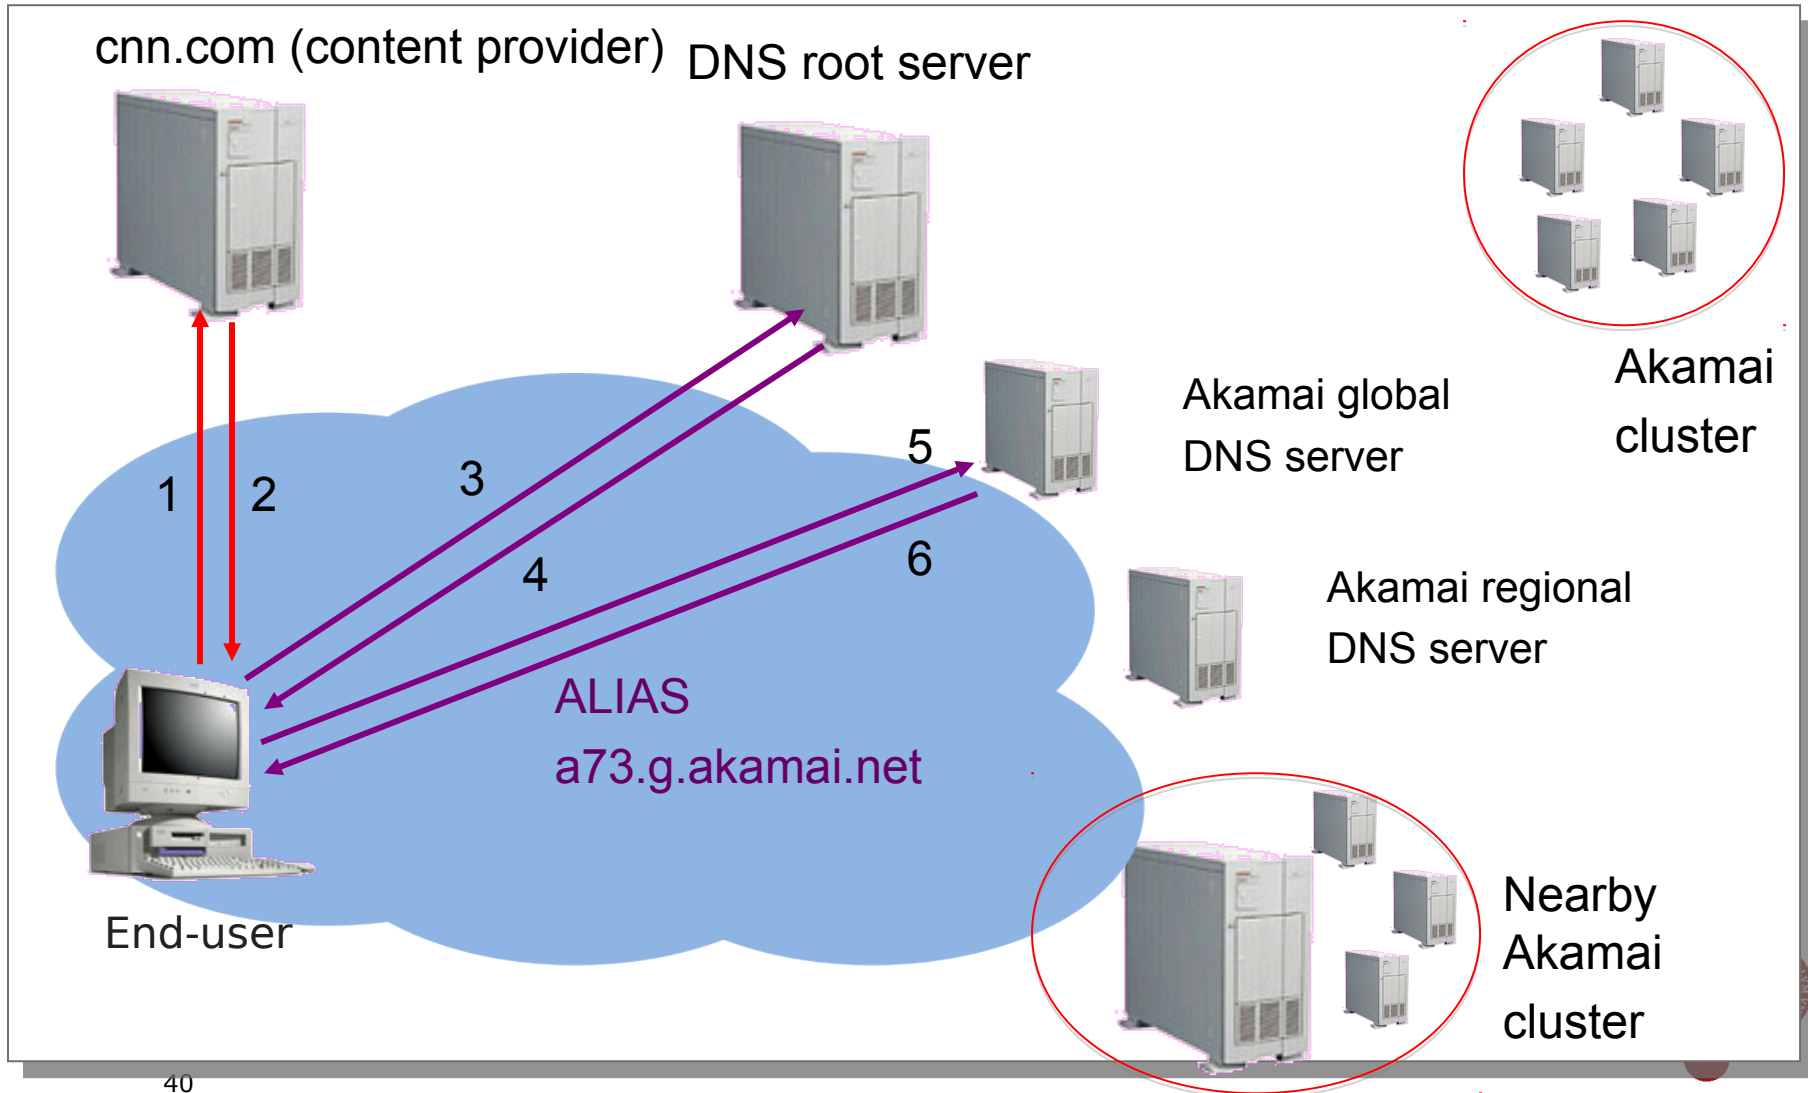 cnn.com (content provider)
DNS root server
Akamai
cluster
Akamai global
DNS server
5
3
1
2
4
6
Akamai regional
DNS server
ALIAS
a73.g.akamai.net
End-user
Nearby
Akamai
cluster
40